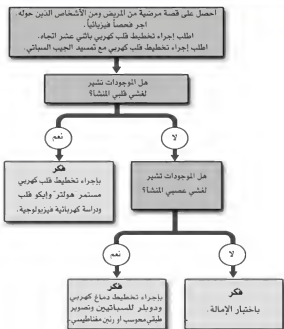 احصل على قصة مرضية من المريض ومن الأشخاص الذين حوله.
اجر فحصاً فيزيائياً.
اطلب إجراء تخطيط قلب كهربي باثني عشر اتجاه.
اطلب إجراء تخطيط قلب كهربي مع تمسيد الجيب السباتي.
هل الموجودات تشير
لغشي قلبي المنشأ؟
نعم
لا
فكر
بإجراء تخطيط قلب كهربي
مستمر هولتر وإيكو قلب
ودراسة كهربائية فيزيولوجية.
هل الموجودات تشير
لغشي عصبي المنشأ؟
نعم
لا
فكر
بإجراء تخطيط دماغ كهربي
ودوبلر للسباتيين وتصوير
طبقي محوسب أو رنين مغناطيسي.
فكر
باختبار الإمالة.